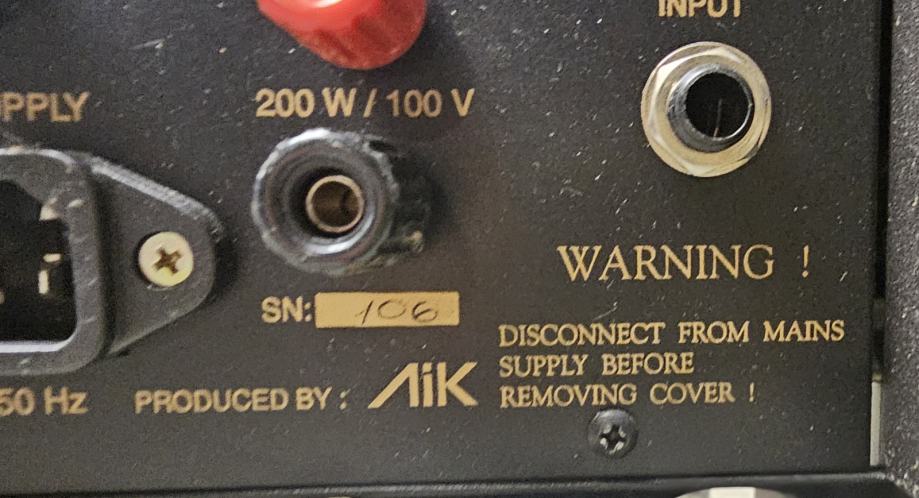 INPUT
PPLY
200 W / 100 V
WARNING !
SN: 106
DISCONNECT FROM MAINS
SUPPLY BEFORE
REMOVING COVER !
50 Hz
PRODUCED BY : AiK